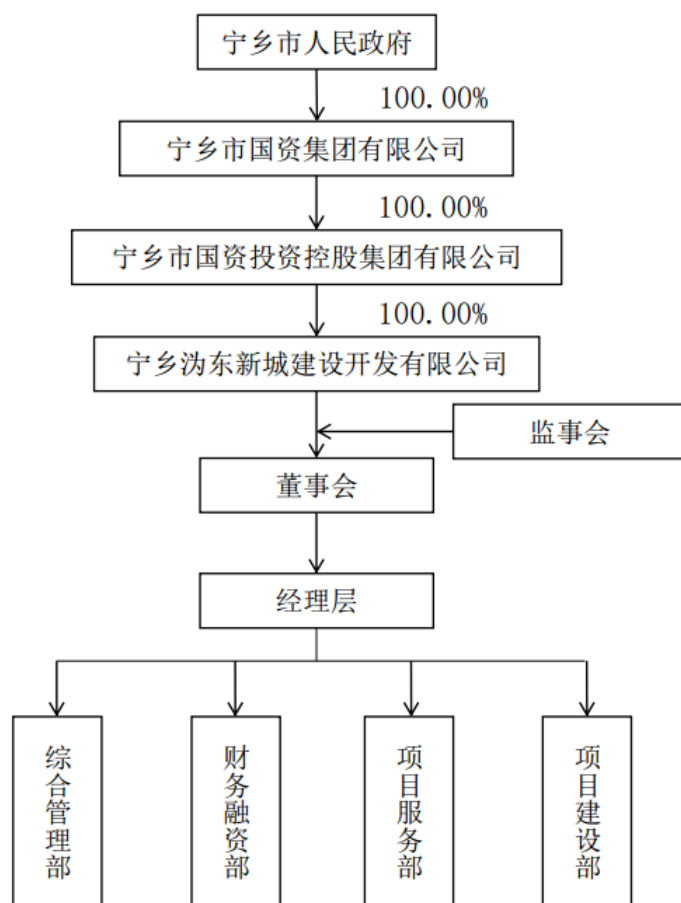 宁乡市人民政府
100.00%
宁乡市国资集团有限公司
100.00%
宁乡市国资投资控股集团有限公司
100.00%
宁乡沩东新城建设开发有限公司
监事会
董事会
经理层
综合管理部
财务融资部
项目服务部
项目建设部